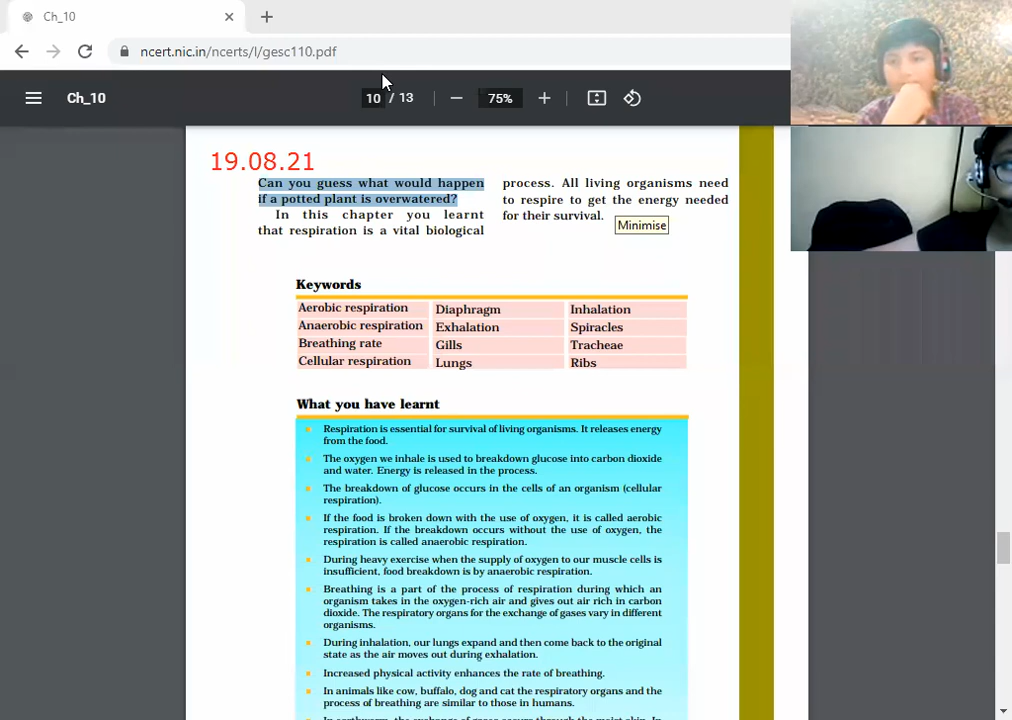 Ch_10
ncert.nic.in/ncerts/l/gesc110.pdf
Ch_10
10 / 13
75%
19.08.21
Can you guess what would happen
if a potted plant is overwatered?
In this chapter you learnt
that respiration is a vital biological
process. All living organisms need
to respire to get the energy needed
for their survival.
Minimise
Keywords
Aerobic respiration
Anaerobic respiration
Breathing rate
Cellular respiration
Diaphragm
Exhalation
Gills
Lungs
Inhalation
Spiracles
Tracheae
Ribs
What you have learnt
Respiration is essential for survival of living organisms. It releases energy
from the food.
The oxygen we inhale is used to breakdown glucose into carbon dioxide
and water. Energy is released in the process.
The breakdown of glucose occurs in the cells of an organism (cellular
respiration).
If the food is broken down with the use of oxygen, it is called aerobic
respiration. If the breakdown occurs without the use of oxygen, the
respiration is called anaerobic respiration.
During heavy exercise when the supply of oxygen to our muscle cells is
insufficient, food breakdown is by anaerobic respiration.
Breathing is a part of the process of respiration during which an
organism takes in the oxygen-rich air and gives out air rich in carbon
dioxide. The respiratory organs for the exchange of gases vary in different
organisms.
During inhalation, our lungs expand and then come back to the original
state as the air moves out during exhalation.
Increased physical activity enhances the rate of breathing.
In animals like cow, buffalo, dog and cat the respiratory organs and the
process of breathing are similar to those in humans.
In earthworm, the exchange of gases occurs through the moist skin. In